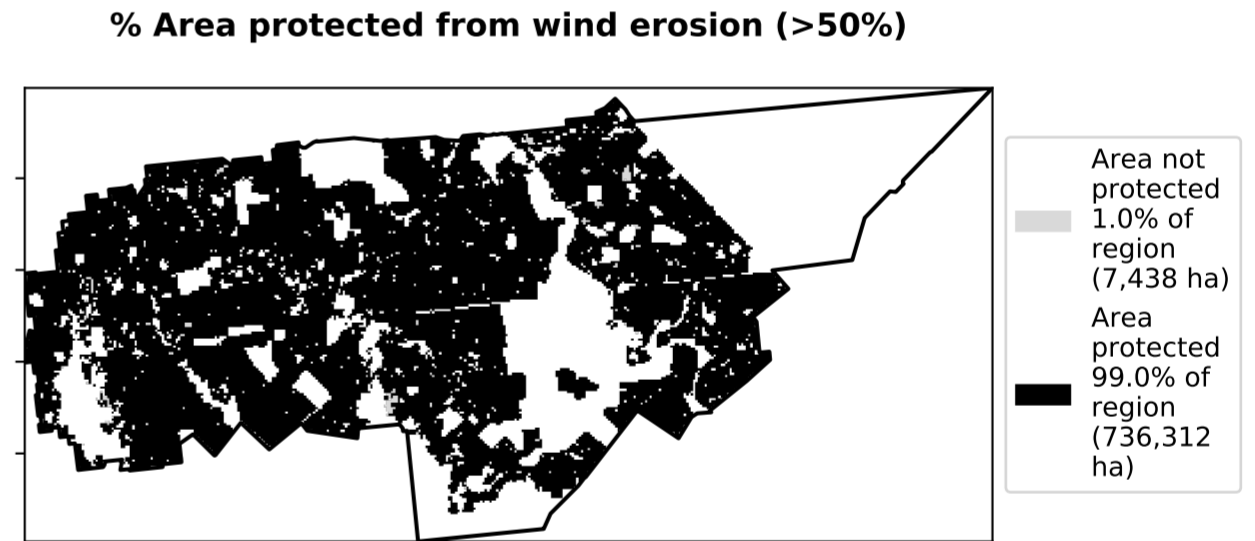 % Area protected from wind erosion (>50%)
Area not
protected
1.0% of
region
(7,438 ha)
Area
protected
99.0% of
region
(736,312
ha)